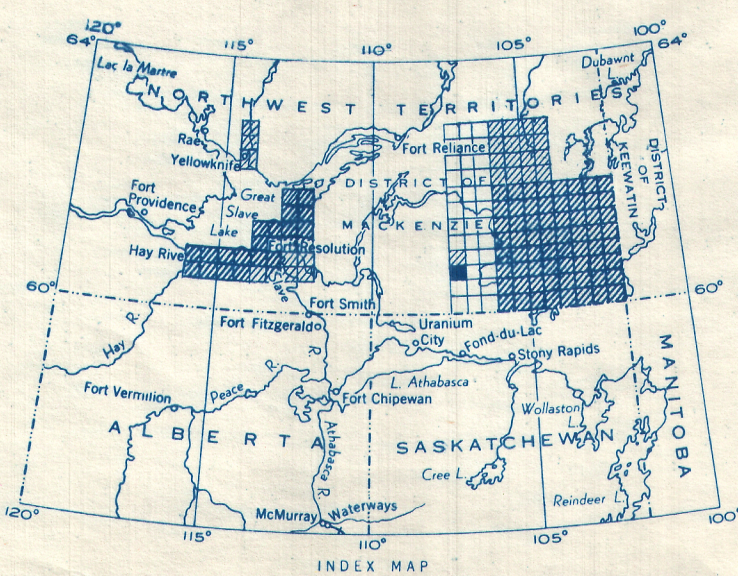 120° 115° 110° 105° 100°
64° 64°
Lac la Martre
Dubawnt L.
NORTHWEST TERRITORIES
Rae
Yellowknife
Fort Reliance
DISTRICT OF
MACKENZIE
DISTRICT OF KEEWATIN
Fort Providence
Great Slave Lake
Hay River
Fort Resolution
Slave
60° 60°
Fort Smith
Fort Fitzgerald
R.
Uranium City
Fond-du-Lac
Stony Rapids
Hay R.
Fort Vermilion
Peace R.
L. Athabasca
Fort Chipewan
Wollaston L.
MANITOBA
ALBERTA
SASKATCHEWAN
Athabasca R.
Cree L.
Reindeer L.
McMurray
Waterways
120° 115° 110° 105° 100°
INDEX MAP